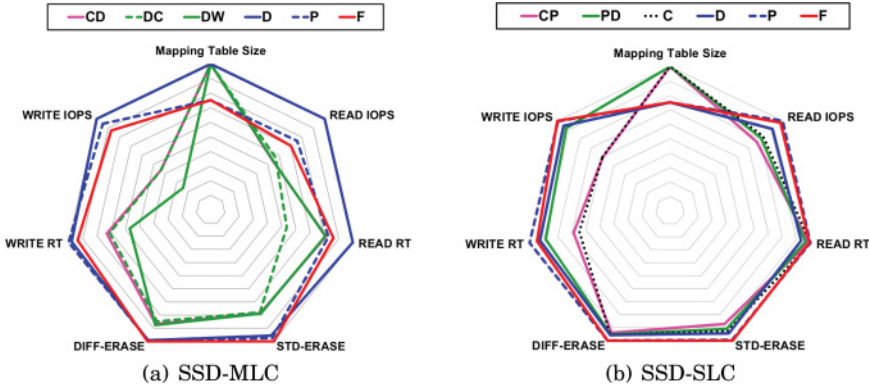 CD DC DW D P F
Mapping Table Size
WRITE IOPS
READ IOPS
WRITE RT
READ RT
DIFF-ERASE
STD-ERASE
(a) SSD-MLC
CP PD C D P F
Mapping Table Size
WRITE IOPS
READ IOPS
WRITE RT
READ RT
DIFF-ERASE
STD-ERASE
(b) SSD-SLC